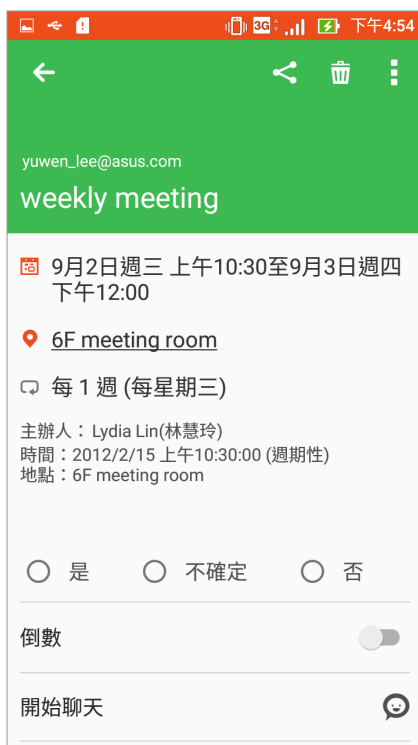 3G 下午4:54
yuwen_lee@asus.com
weekly meeting
9月2日週三 上午10:30至9月3日週四
下午12:00
6F meeting room
每 1 週 (每星期三)
主辦人： Lydia Lin(林慧玲)
時間：2012/2/15 上午10:30:00 (週期性)
地點：6F meeting room
是 不確定 否
倒數
開始聊天